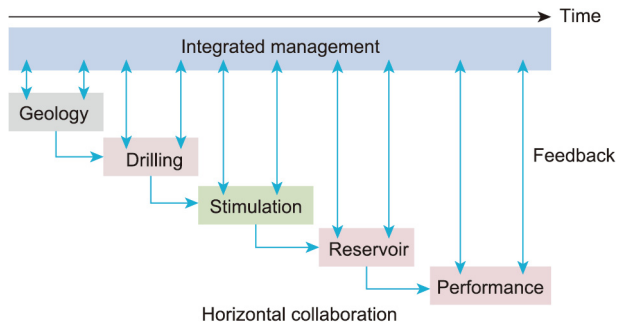 Time
Integrated management
Geology
Drilling
Feedback
Stimulation
Reservoir
Performance
Horizontal collaboration